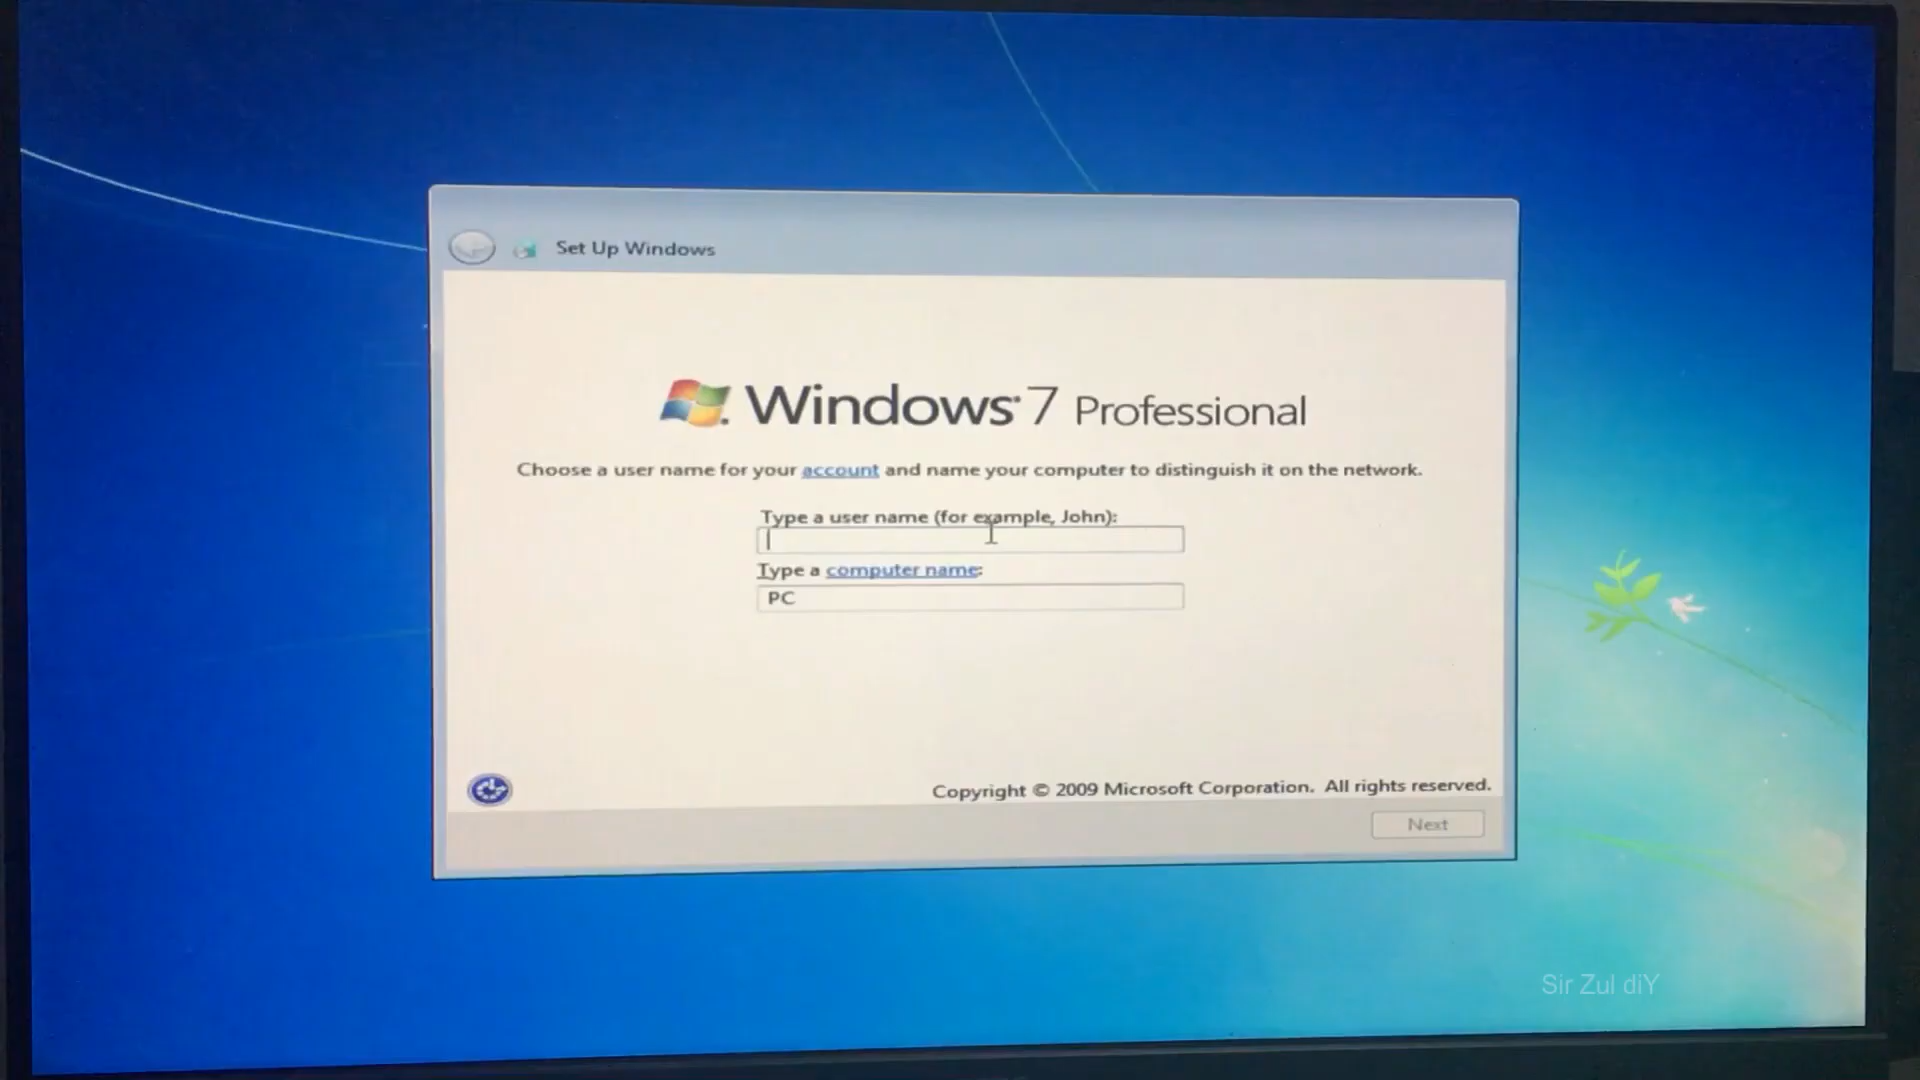 Set Up Windows
Windows 7 Professional
Choose a user name for your account and name your computer to distinguish it on the network.
Type a user name (for example, John):
Type a computer name:
PC
Copyright © 2009 Microsoft Corporation. All rights reserved.
Next
Sir Zul diY